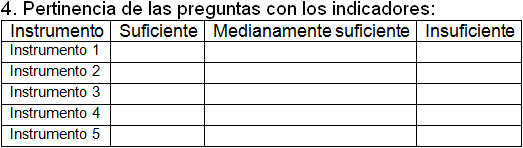 4. Pertinencia de las preguntas con los indicadores:
Instrumento Suficiente Medianamente suficiente Insuficiente
Instrumento 1
Instrumento 2
Instrumento 3
Instrumento 4
Instrumento 5